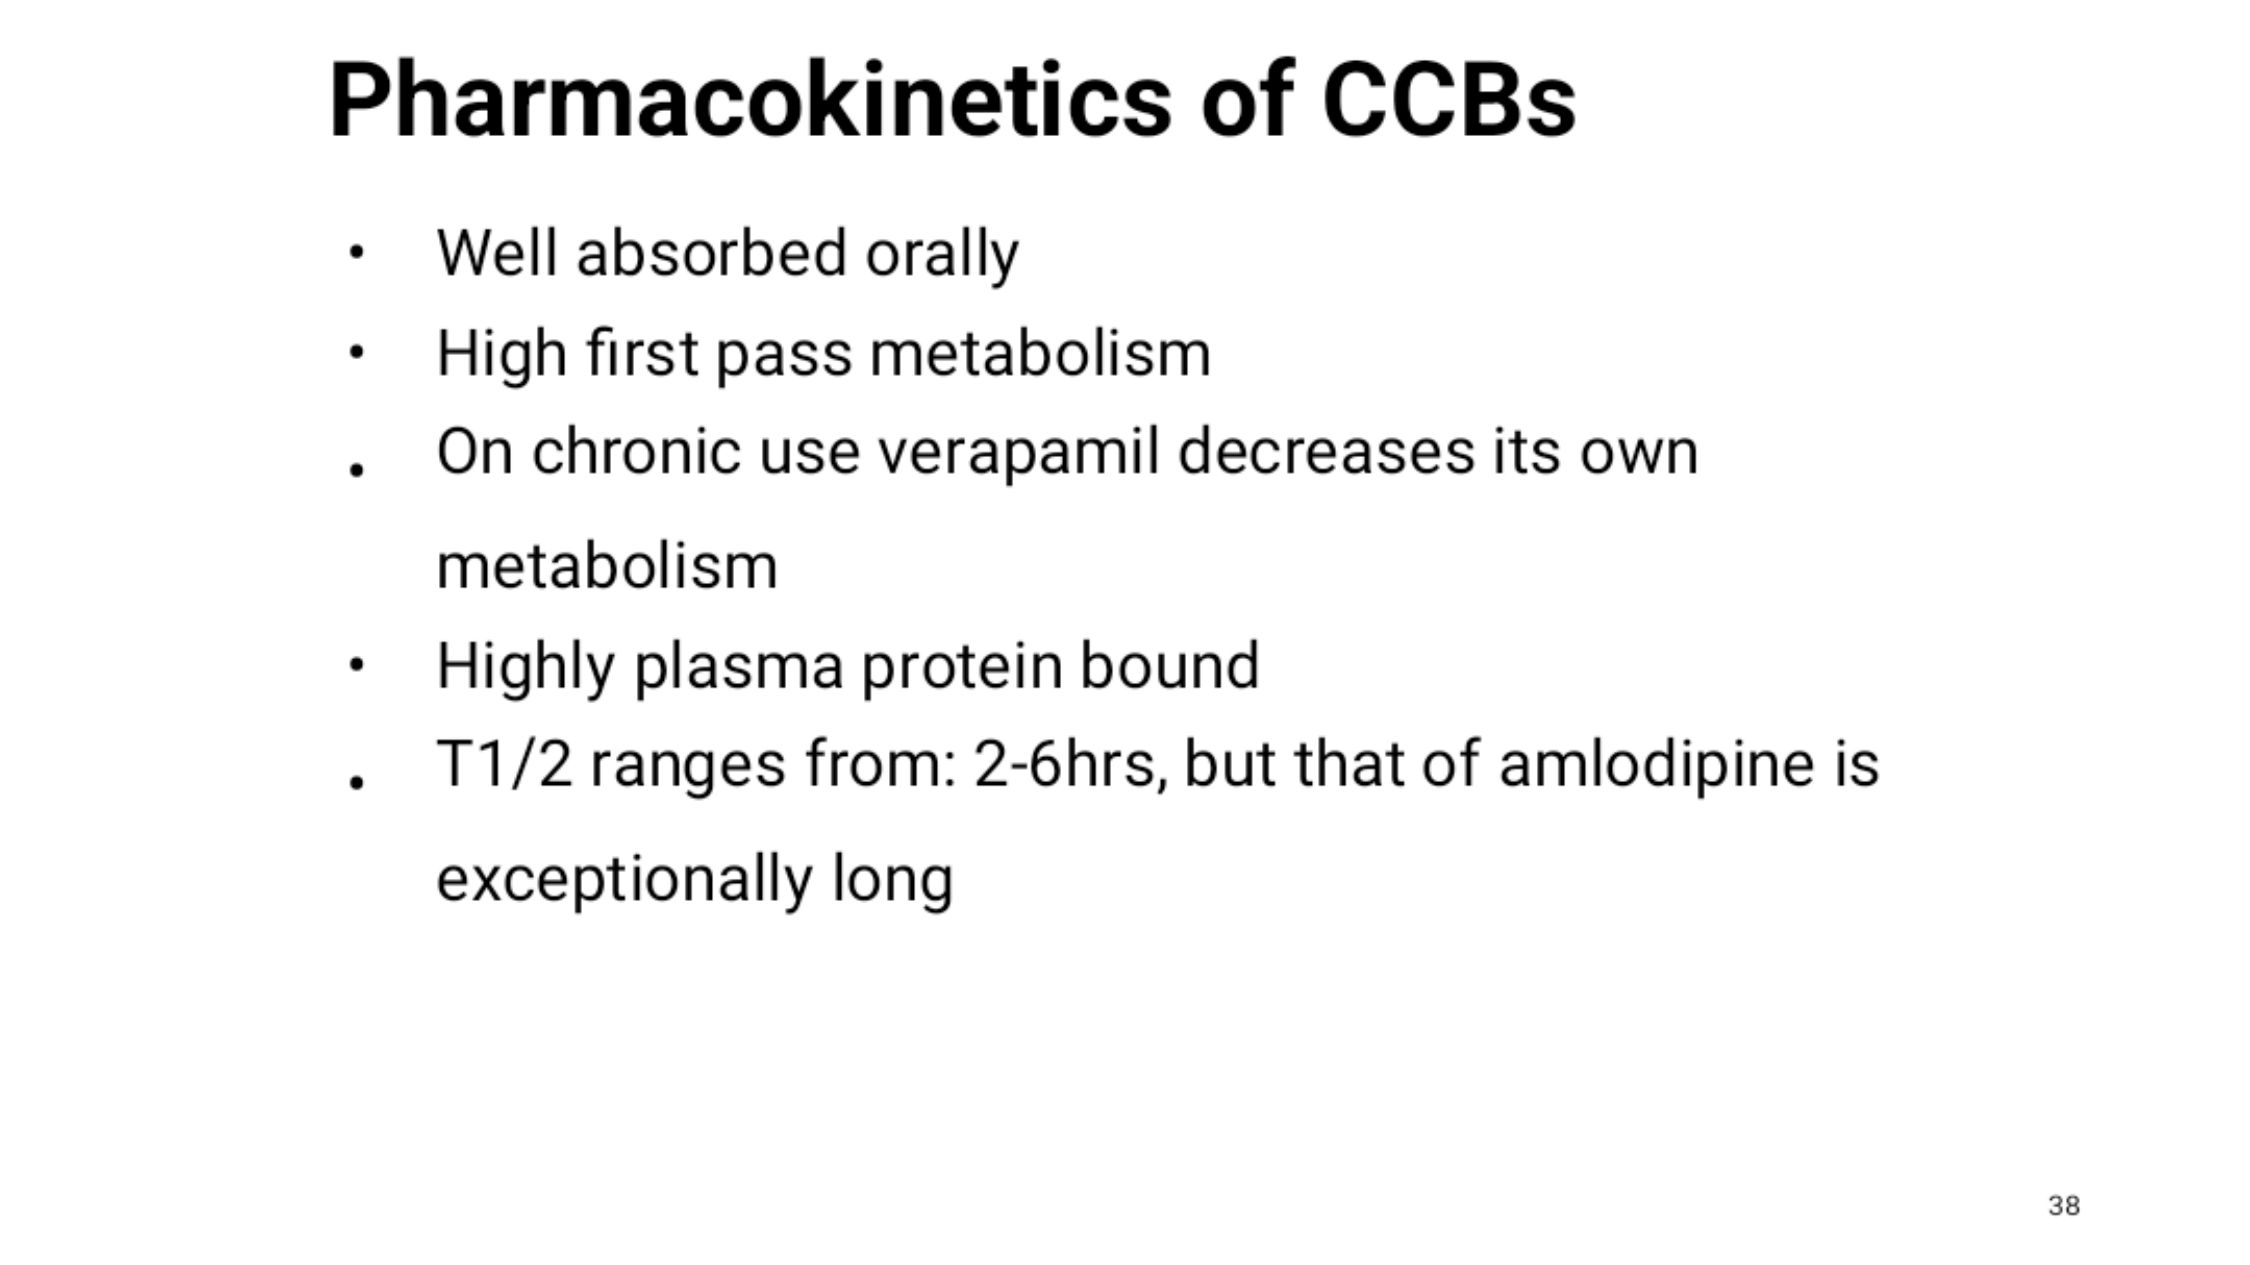 Pharmacokinetics of CCBs
• Well absorbed orally
• High first pass metabolism
• On chronic use verapamil decreases its own
metabolism
• Highly plasma protein bound
• T1/2 ranges from: 2-6hrs, but that of amlodipine is
exceptionally long
38